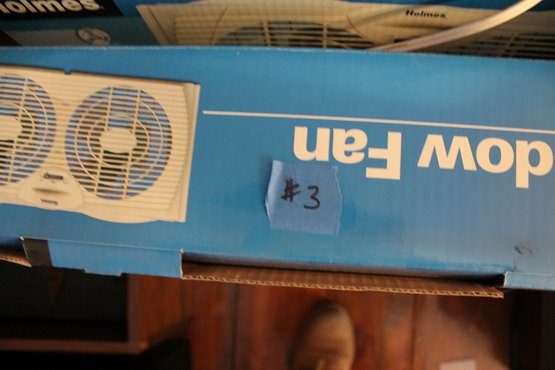 Holmes
Holmes
dow Fan
#3